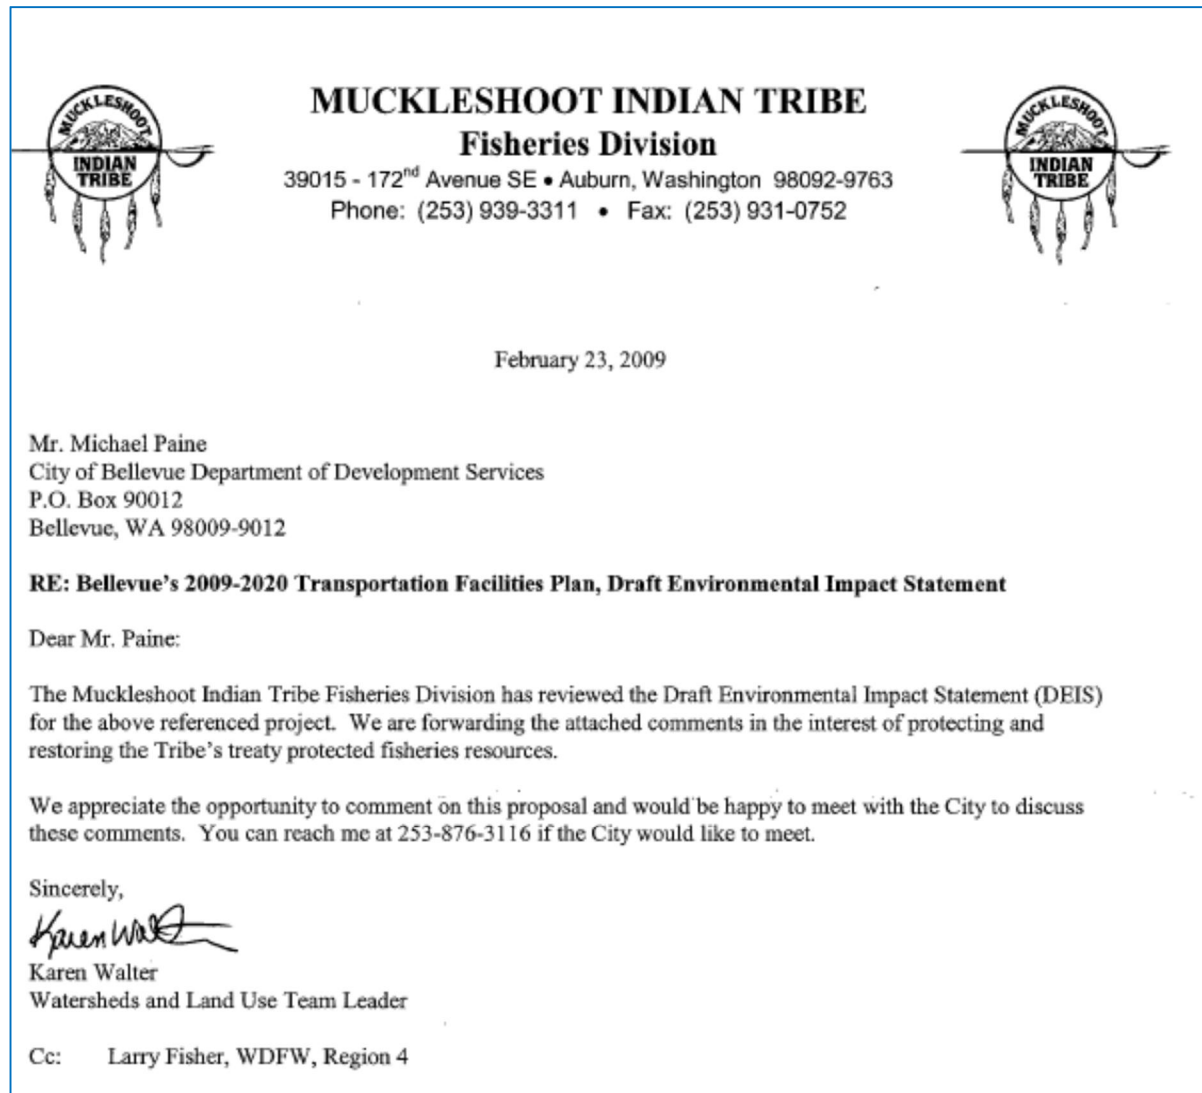 MUCKLESHOOT
INDIAN
TRIBE
MUCKLESHOOT INDIAN TRIBE
Fisheries Division
39015 - 172nd Avenue SE • Auburn, Washington 98092-9763
Phone: (253) 939-3311 • Fax: (253) 931-0752
MUCKLESHOOT
INDIAN
TRIBE
February 23, 2009
Mr. Michael Paine
City of Bellevue Department of Development Services
P.O. Box 90012
Bellevue, WA 98009-9012
RE: Bellevue's 2009-2020 Transportation Facilities Plan, Draft Environmental Impact Statement
Dear Mr. Paine:
The Muckleshoot Indian Tribe Fisheries Division has reviewed the Draft Environmental Impact Statement (DEIS)
for the above referenced project. We are forwarding the attached comments in the interest of protecting and
restoring the Tribe's treaty protected fisheries resources.
We appreciate the opportunity to comment on this proposal and would be happy to meet with the City to discuss
these comments. You can reach me at 253-876-3116 if the City would like to meet.
Sincerely,
Karen Walter
Karen Walter
Watersheds and Land Use Team Leader
Cc: Larry Fisher, WDFW, Region 4